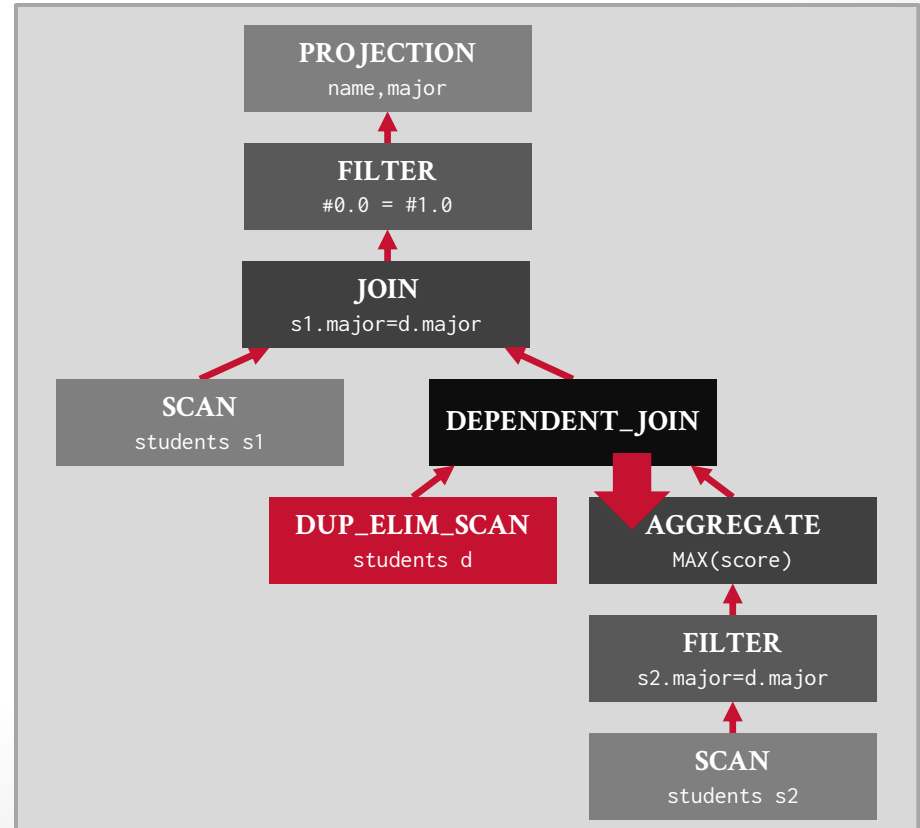 PROJECTION
name,major
FILTER
#0.0 = #1.0
JOIN
s1.major=d.major
SCAN
students s1
DEPENDENT_JOIN
DUP_ELIM_SCAN
students d
AGGREGATE
MAX(score)
FILTER
s2.major=d.major
SCAN
students s2